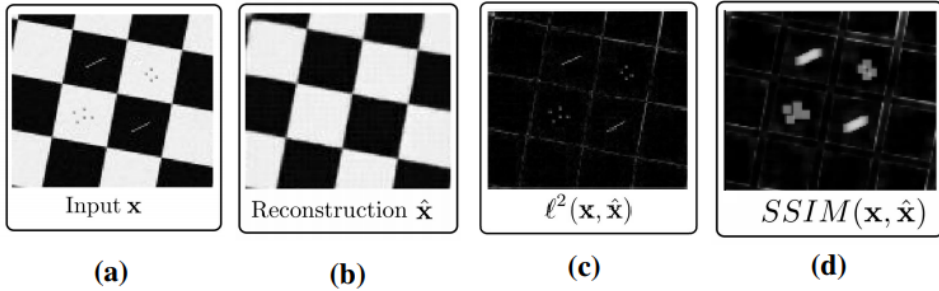 Input x
Reconstruction x̂
ℓ²(x, x̂)
SSIM(x, x̂)
(a)
(b)
(c)
(d)